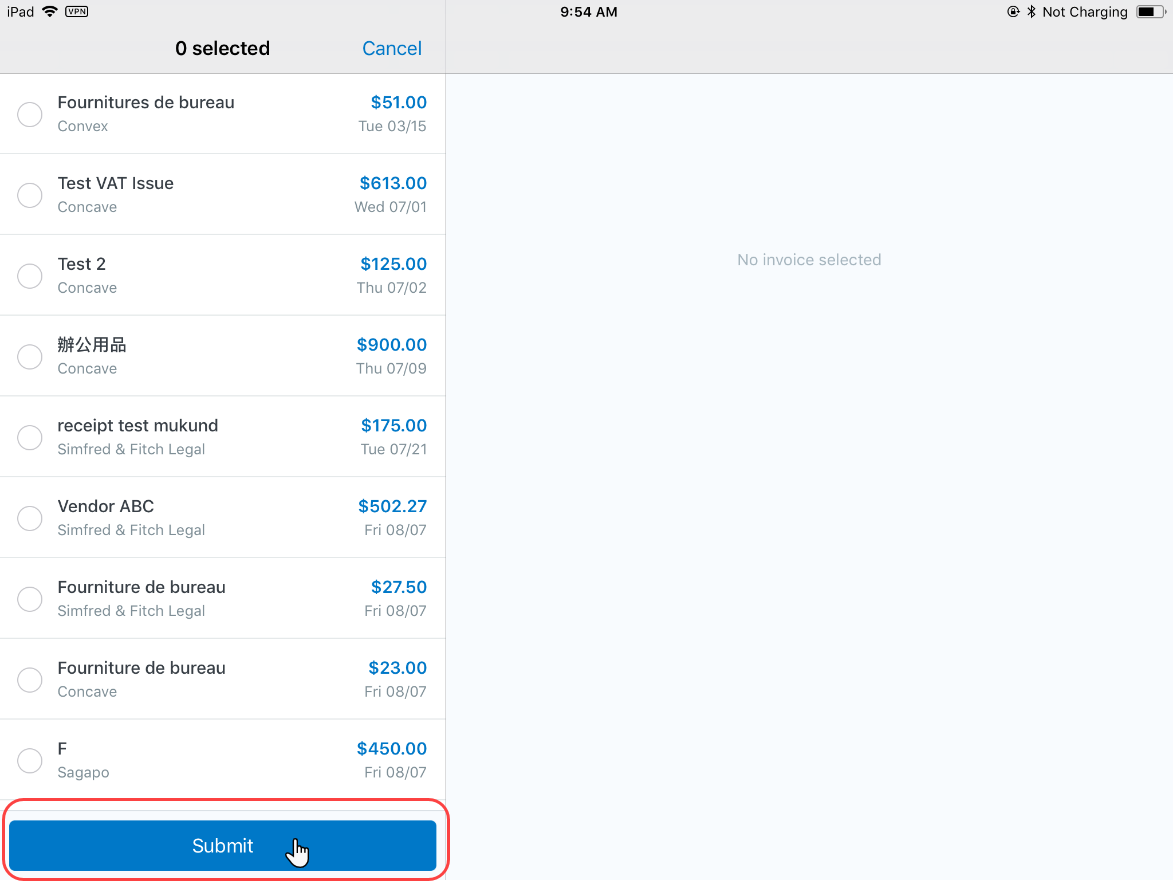 iPad VPN 9:54 AM Not Charging
0 selected Cancel
Fournitures de bureau $51.00
Convex Tue 03/15
Test VAT Issue $613.00
Concave Wed 07/01
No invoice selected
Test 2 $125.00
Concave Thu 07/02
辦公用品 $900.00
Concave Thu 07/09
receipt test mukund $175.00
Simfred & Fitch Legal Tue 07/21
Vendor ABC $502.27
Simfred & Fitch Legal Fri 08/07
Fourniture de bureau $27.50
Simfred & Fitch Legal Fri 08/07
Fourniture de bureau $23.00
Concave Fri 08/07
F $450.00
Sagapo Fri 08/07
Submit